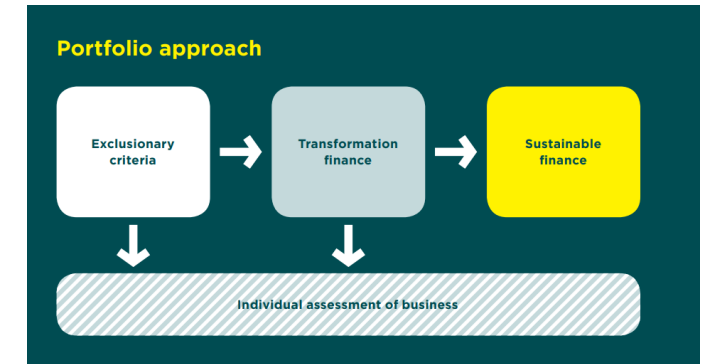 Portfolio approach
Exclusionary
criteria
Transformation
finance
Sustainable
finance
Individual assessment of business